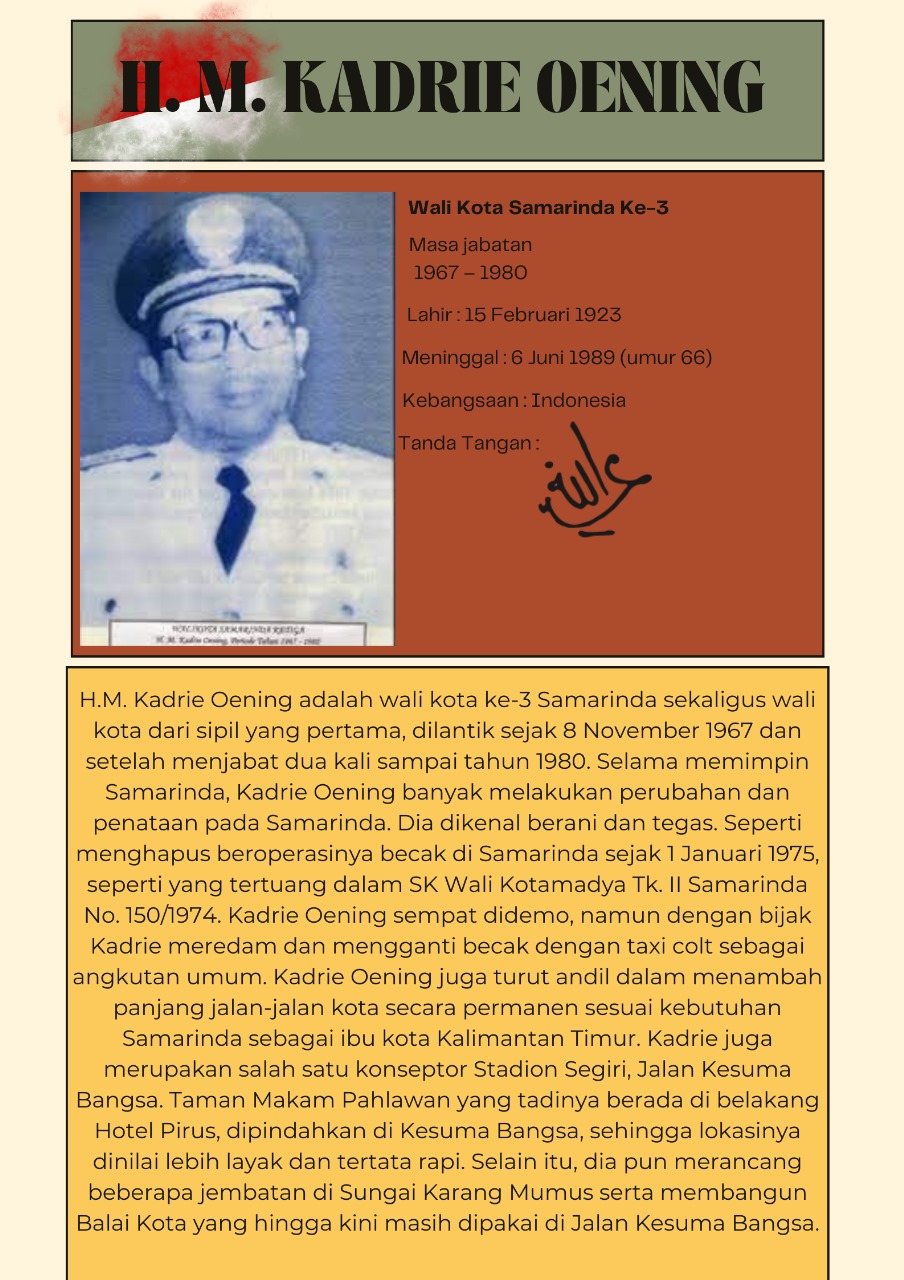 H. M. KADRIE OENING
Wali Kota Samarinda Ke-3
Masa jabatan
1967 – 1980
Lahir : 15 Februari 1923
Meninggal : 6 Juni 1989 (umur 66)
Kebangsaan : Indonesia
Tanda Tangan :
WALIKOTA SAMARINDA KETIGA
H. M. Kadrie Oening, Periode Tahun 1967 - 1980
H.M. Kadrie Oening adalah wali kota ke-3 Samarinda sekaligus wali
kota dari sipil yang pertama, dilantik sejak 8 November 1967 dan
setelah menjabat dua kali sampai tahun 1980. Selama memimpin
Samarinda, Kadrie Oening banyak melakukan perubahan dan
penataan pada Samarinda. Dia dikenal berani dan tegas. Seperti
menghapus beroperasinya becak di Samarinda sejak 1 Januari 1975,
seperti yang tertuang dalam SK Wali Kotamadya Tk. II Samarinda
No. 150/1974. Kadrie Oening sempat didemo, namun dengan bijak
Kadrie meredam dan mengganti becak dengan taxi colt sebagai
angkutan umum. Kadrie Oening juga turut andil dalam menambah
panjang jalan-jalan kota secara permanen sesuai kebutuhan
Samarinda sebagai ibu kota Kalimantan Timur. Kadrie juga
merupakan salah satu konseptor Stadion Segiri, Jalan Kesuma
Bangsa. Taman Makam Pahlawan yang tadinya berada di belakang
Hotel Pirus, dipindahkan di Kesuma Bangsa, sehingga lokasinya
dinilai lebih layak dan tertata rapi. Selain itu, dia pun merancang
beberapa jembatan di Sungai Karang Mumus serta membangun
Balai Kota yang hingga kini masih dipakai di Jalan Kesuma Bangsa.